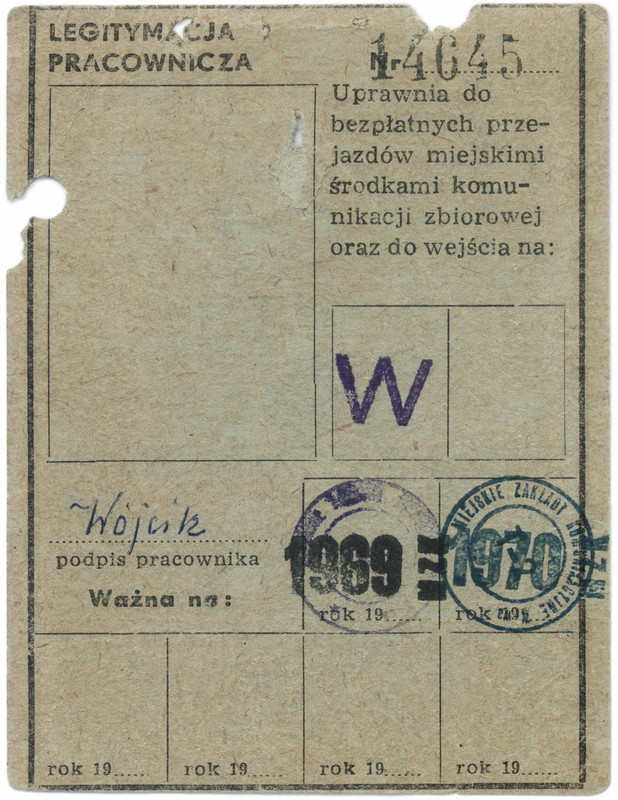 LEGITYMACJA
PRACOWNICZA
Nr 14645
Uprawnia do
bezpłatnych prze-
jazdów miejskimi
środkami komu-
nikacji zbiorowej
oraz do wejścia na:
W
Wójcik
podpis pracownika
Ważna na:
1969 MZK
rok 19......
MIEJSKIE ZAKŁADY KOMUNIKACYJNE
1970 MZK
rok 19......
rok 19...... rok 19...... rok 19...... rok 19......